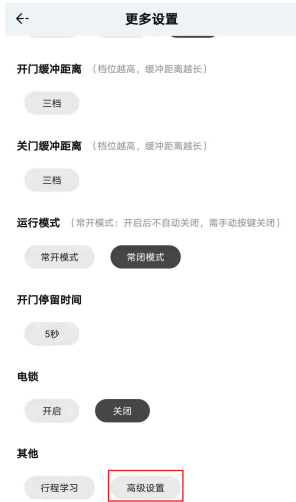 更多设置
开门缓冲距离 （档位越高，缓冲距离越长）
三档
关门缓冲距离 （档位越高，缓冲距离越长）
三档
运行模式 （常开模式：开启后不自动关闭，需手动按键关闭）
常开模式 常闭模式
开门停留时间
5秒
电锁
开启 关闭
其他
行程学习 高级设置